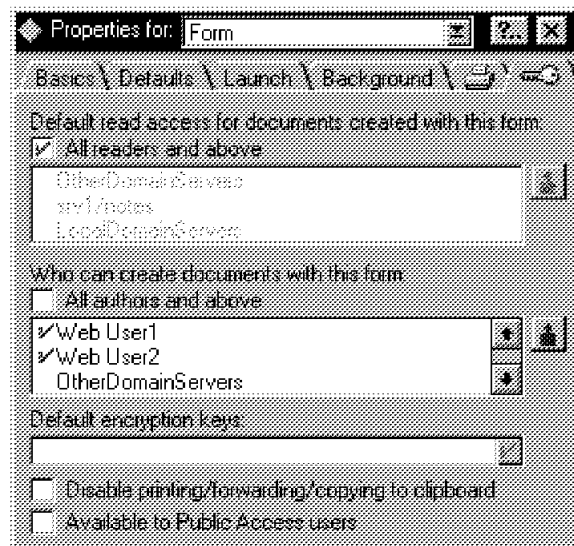 Properties for: Form ?..
Basics Defaults Launch Background
Default read access for documents created with this form:
All readers and above
OtherDomainServers
srv1/notes
LocalDomainServers
Who can create documents with this form
All authors and above
Web User1
Web User2
OtherDomainServers
Default encryption keys:
Disable printing/forwarding/copying to clipboard
Available to Public Access users